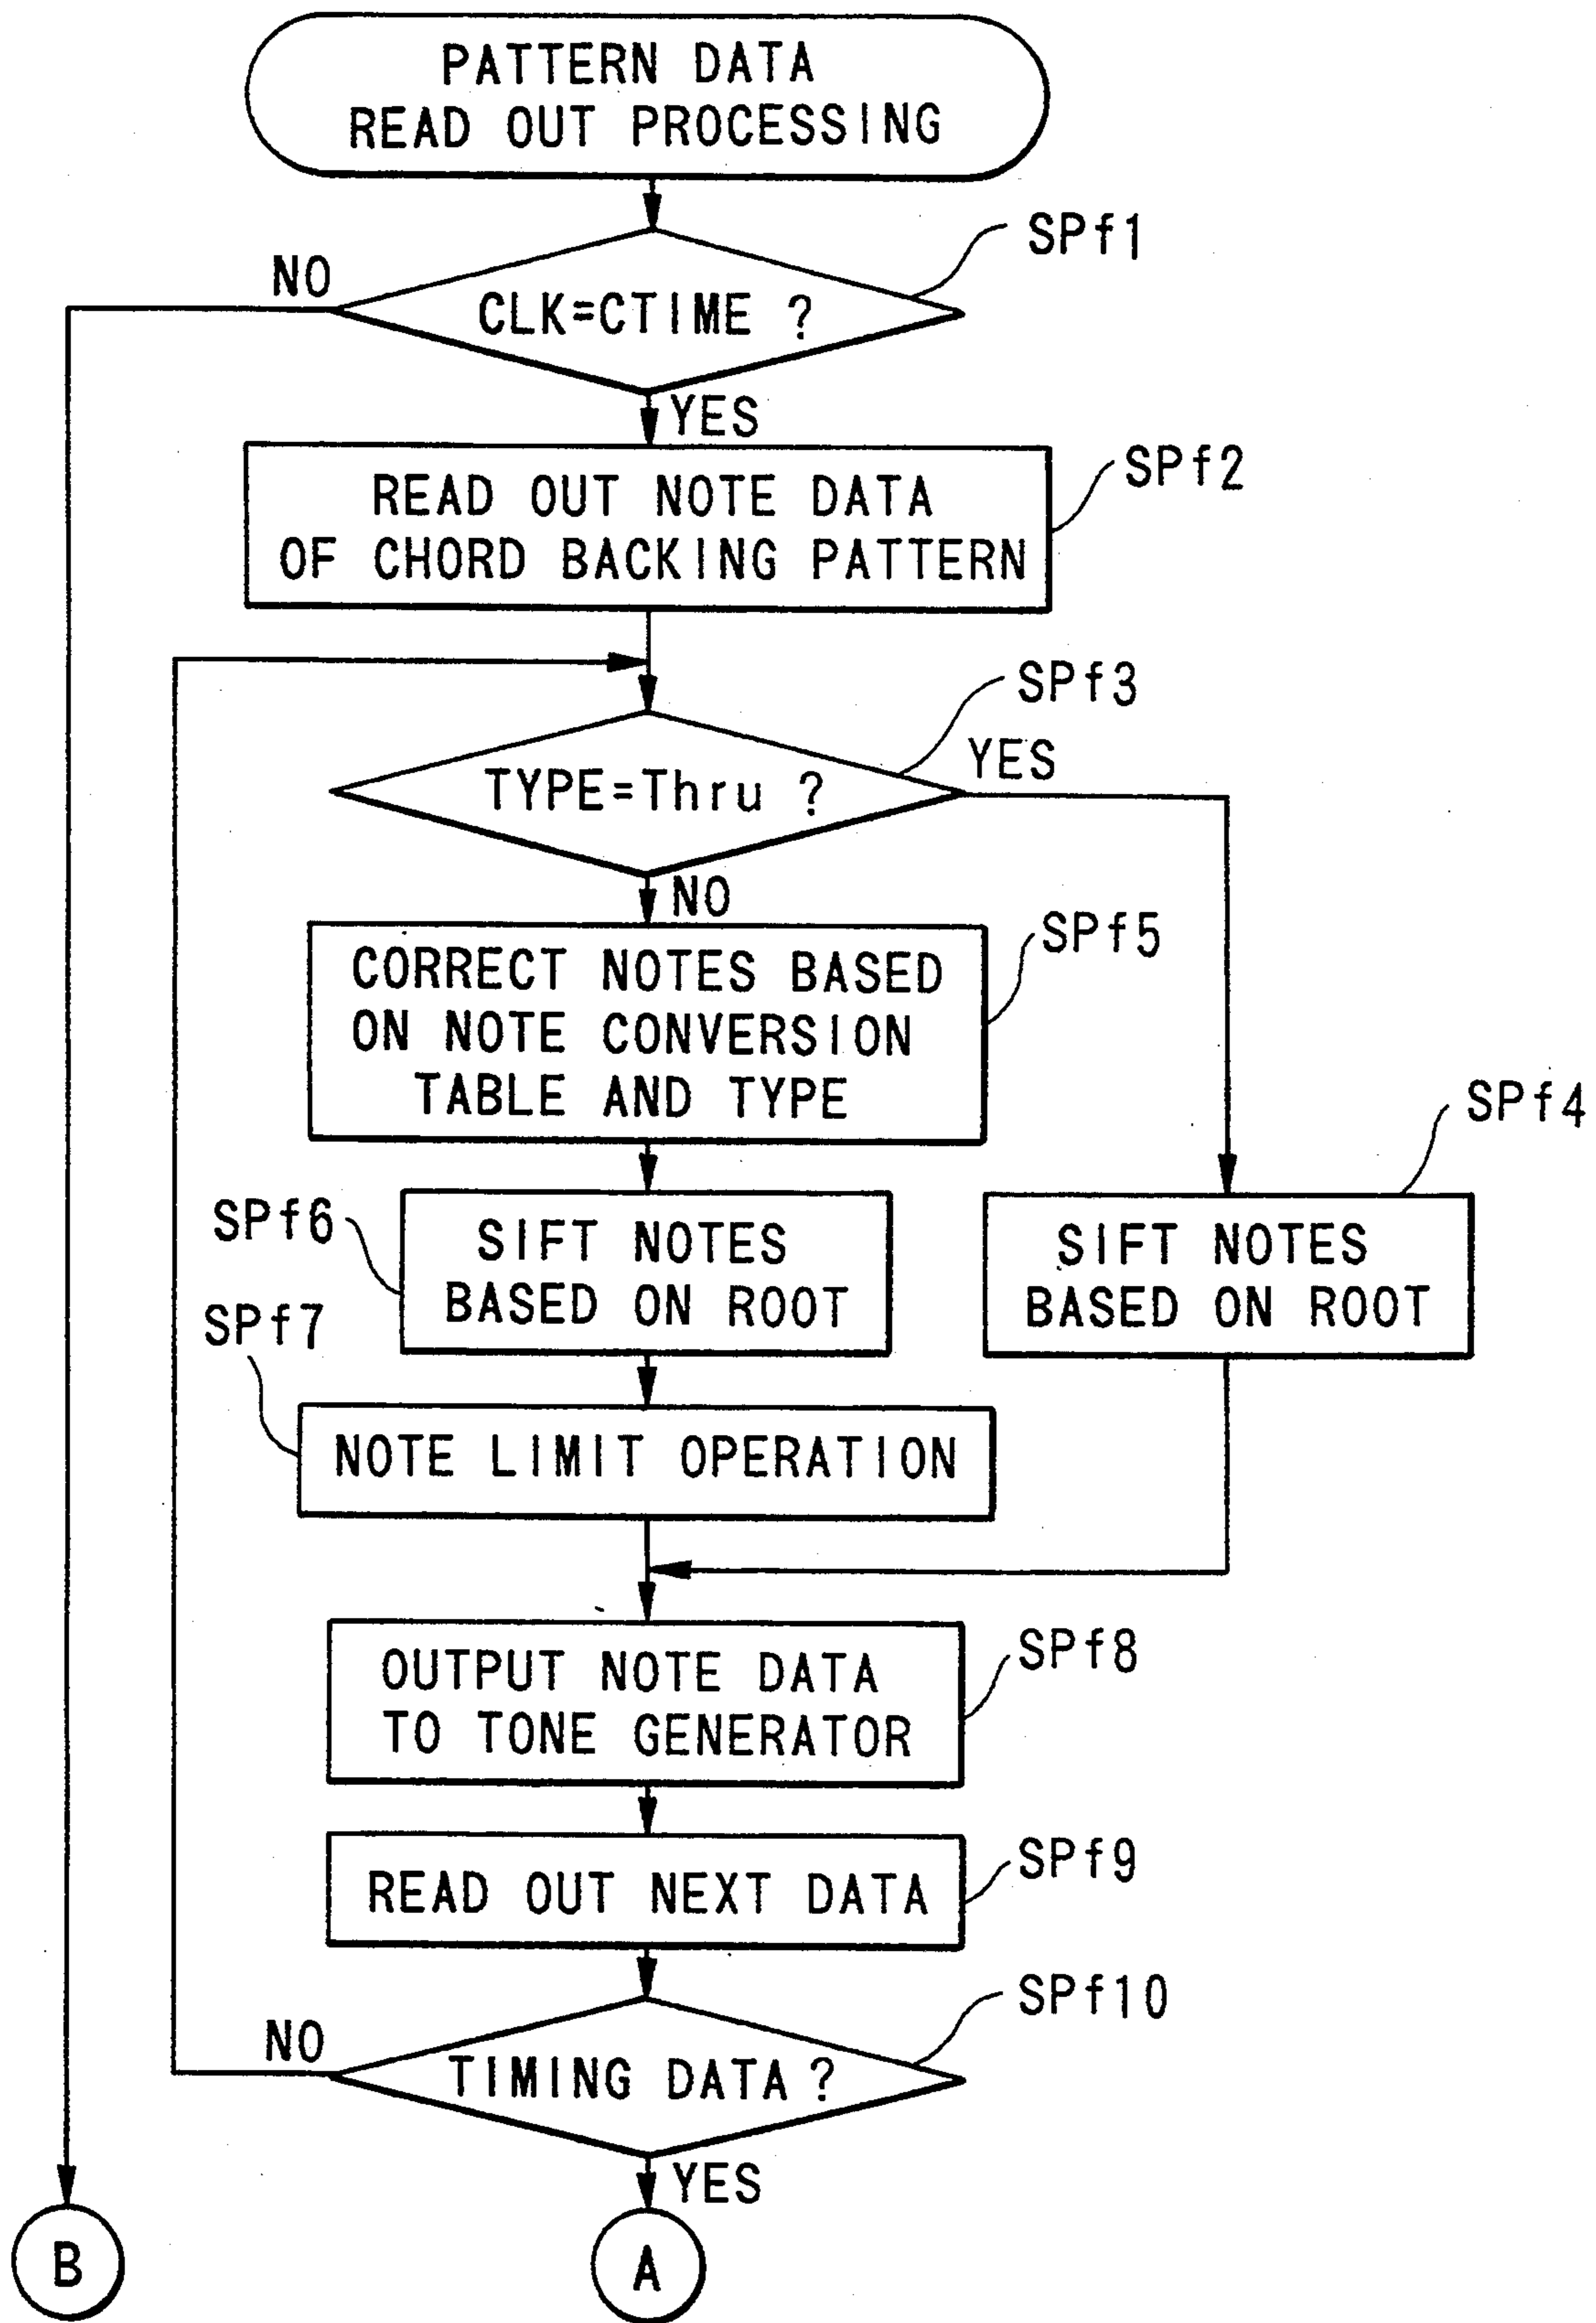 PATTERN DATA
READ OUT PROCESSING
SPf1
NO
CLK=CTIME ?
YES
SPf2
READ OUT NOTE DATA
OF CHORD BACKING PATTERN
SPf3
YES
TYPE=Thru ?
NO
SPf5
CORRECT NOTES BASED
ON NOTE CONVERSION
TABLE AND TYPE
SPf4
SPf6
SIFT NOTES
BASED ON ROOT
SIFT NOTES
BASED ON ROOT
SPf7
NOTE LIMIT OPERATION
SPf8
OUTPUT NOTE DATA
TO TONE GENERATOR
SPf9
READ OUT NEXT DATA
SPf10
NO
TIMING DATA ?
YES
B
A